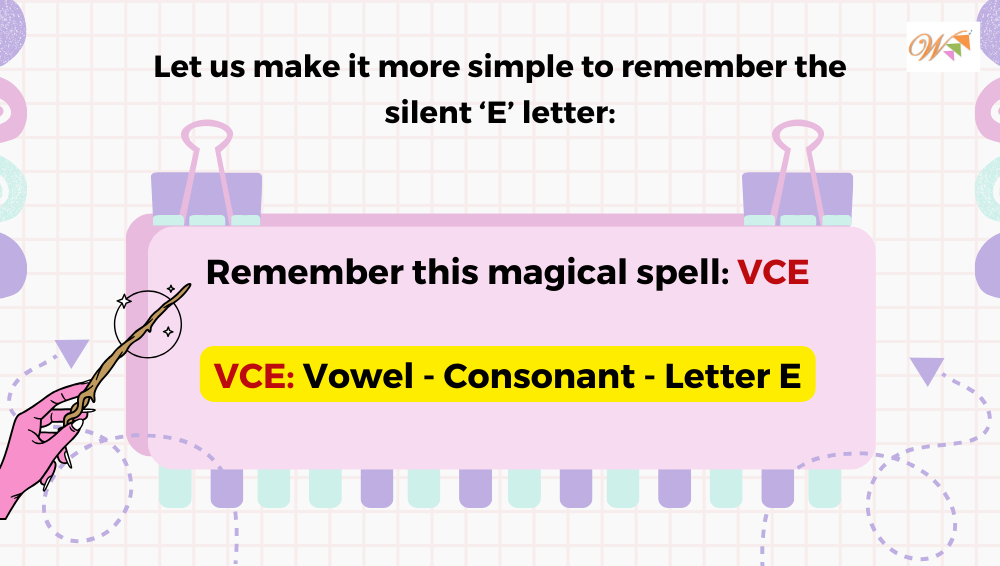 Let us make it more simple to remember the
silent ‘E’ letter:
Remember this magical spell: VCE
VCE: Vowel - Consonant - Letter E